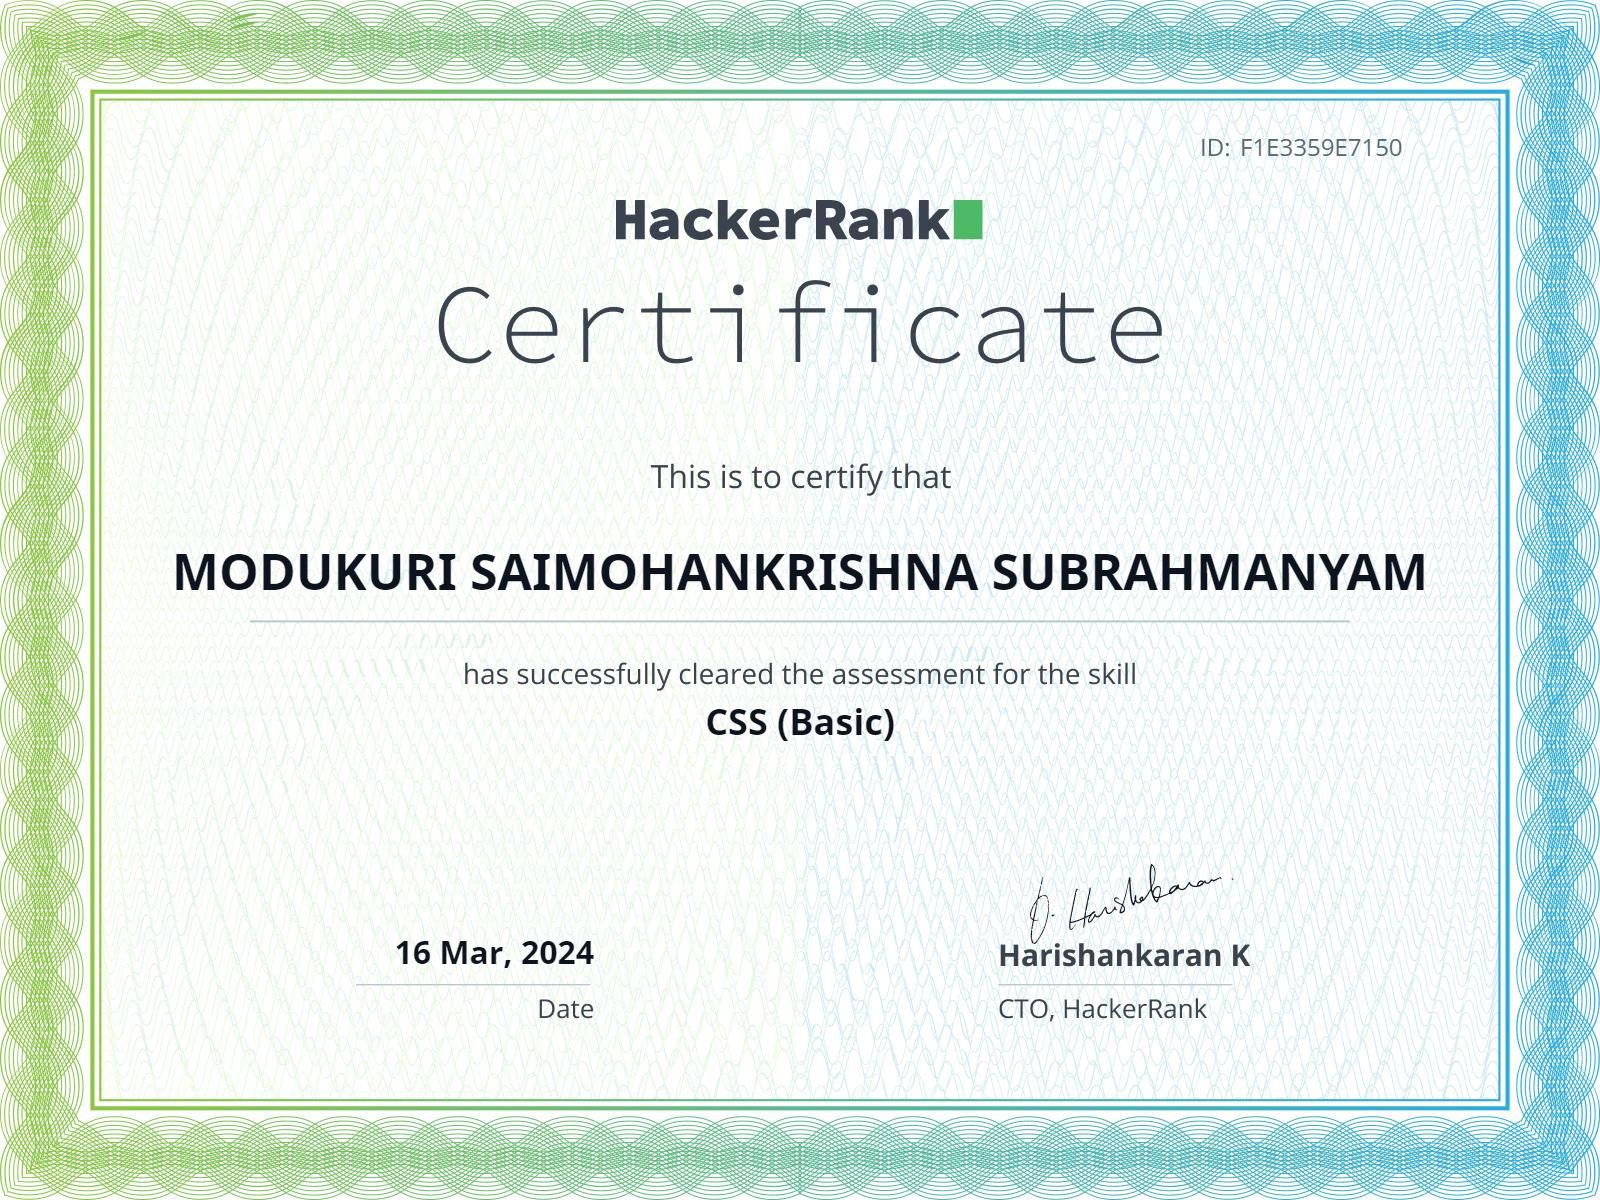 ID: F1E3359E7150
HackerRank
Certificate
This is to certify that
MODUKURI SAIMOHANKRISHNA SUBRAHMANYAM
has successfully cleared the assessment for the skill
CSS (Basic)
16 Mar, 2024
Date
J. Harishankaran
Harishankaran K
CTO, HackerRank